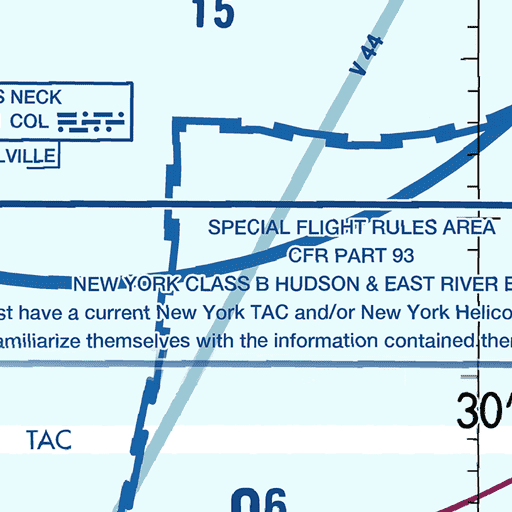 15
V 44
S NECK
COL
LVILLE
SPECIAL FLIGHT RULES AREA
CFR PART 93
NEW YORK CLASS B HUDSON & EAST RIVER E
st have a current New York TAC and/or New York Helico
amiliarize themselves with the information contained ther
30'
TAC
06